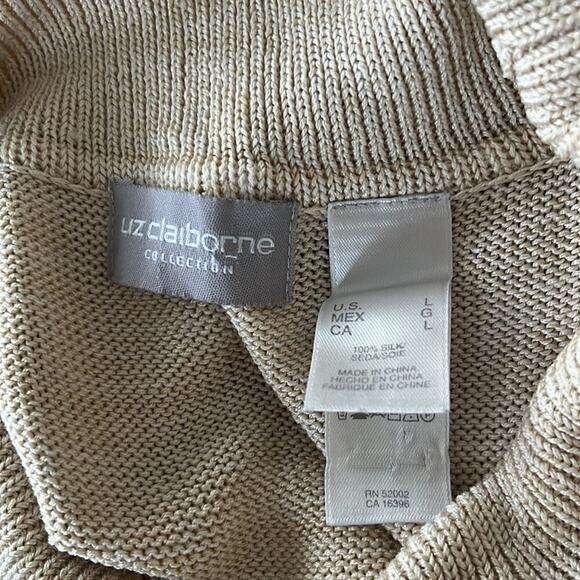 liz claiborne
COLLECTION
U.S. L
MEX G
CA L
100% SILK/
SEDA/SOIE
MADE IN CHINA
HECHO EN CHINA
FABRIQUE EN CHINE
RN 52002
CA 16396